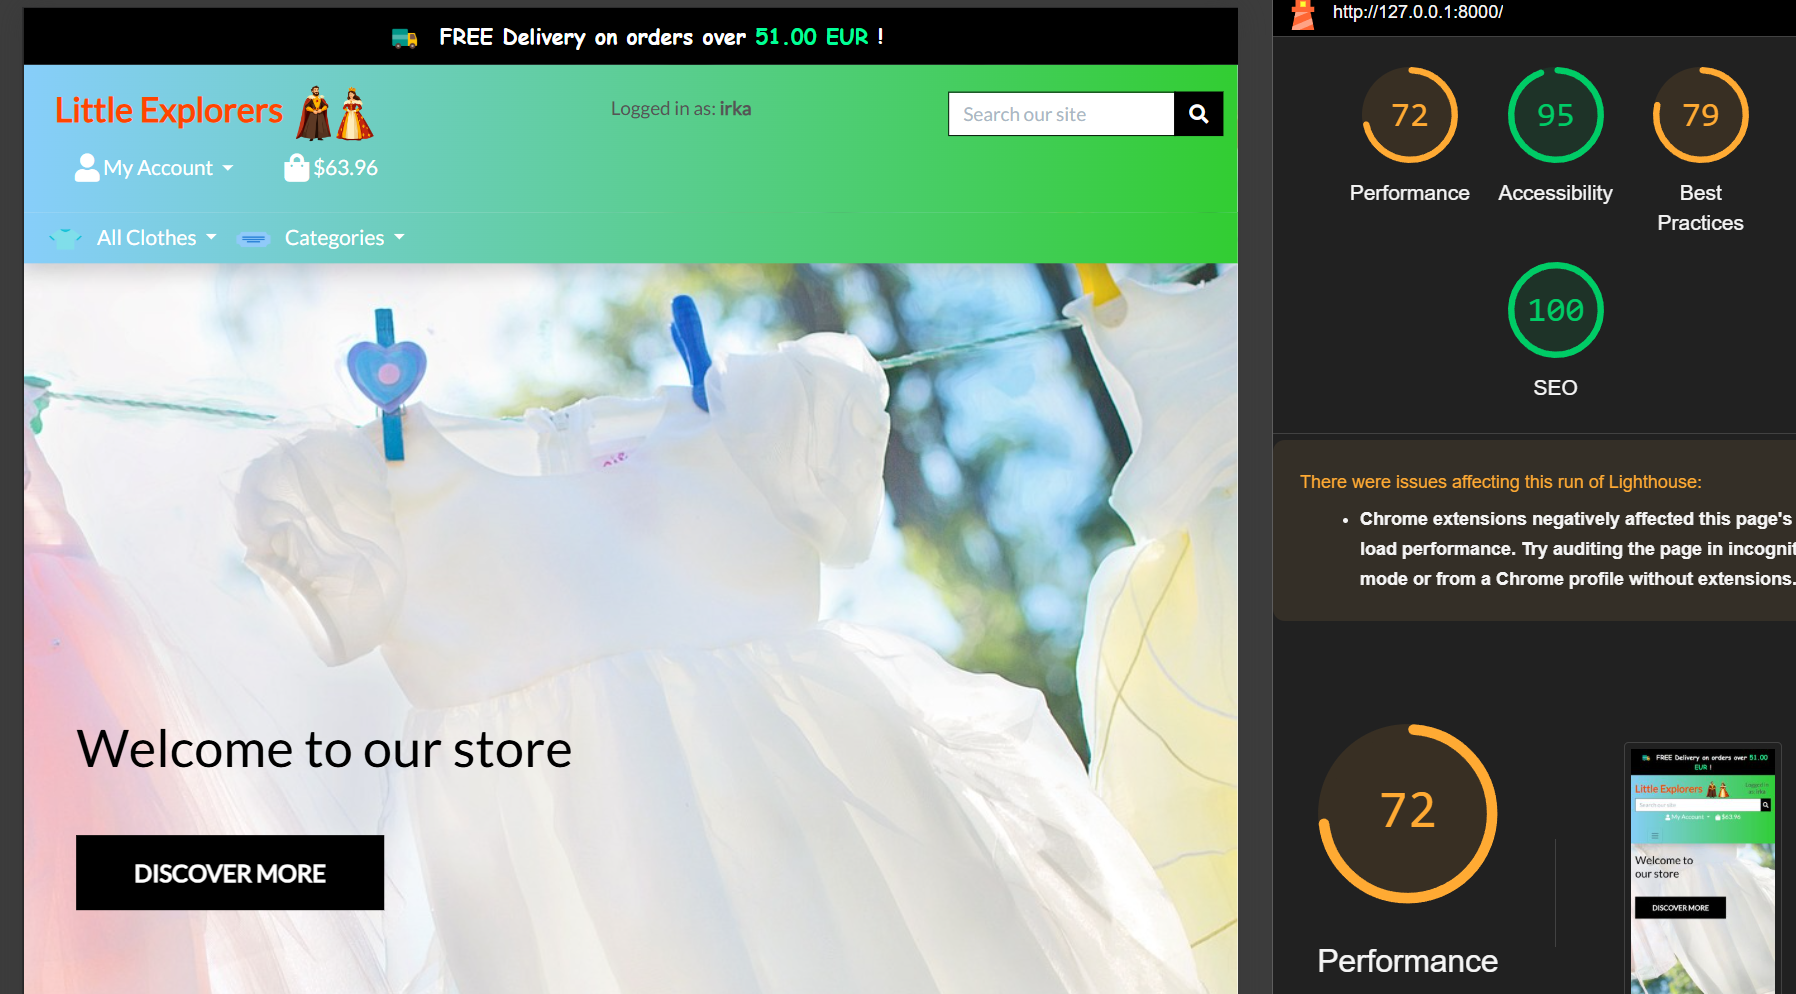 FREE Delivery on orders over 51.00 EUR !
Little Explorers
Logged in as: irka
Search our site
My Account
$63.96
All Clothes
Categories
Welcome to our store
DISCOVER MORE
http://127.0.0.1:8000/
72
95
79
Performance
Accessibility
Best
Practices
100
SEO
There were issues affecting this run of Lighthouse:
Chrome extensions negatively affected this page's
load performance. Try auditing the page in incognit
mode or from a Chrome profile without extensions.
72
Performance
FREE Delivery on orders over 51.00
EUR !
Little Explorers
Logged in
as: irka
Search our site
My Account
$63.96
Welcome to
our store
DISCOVER MORE